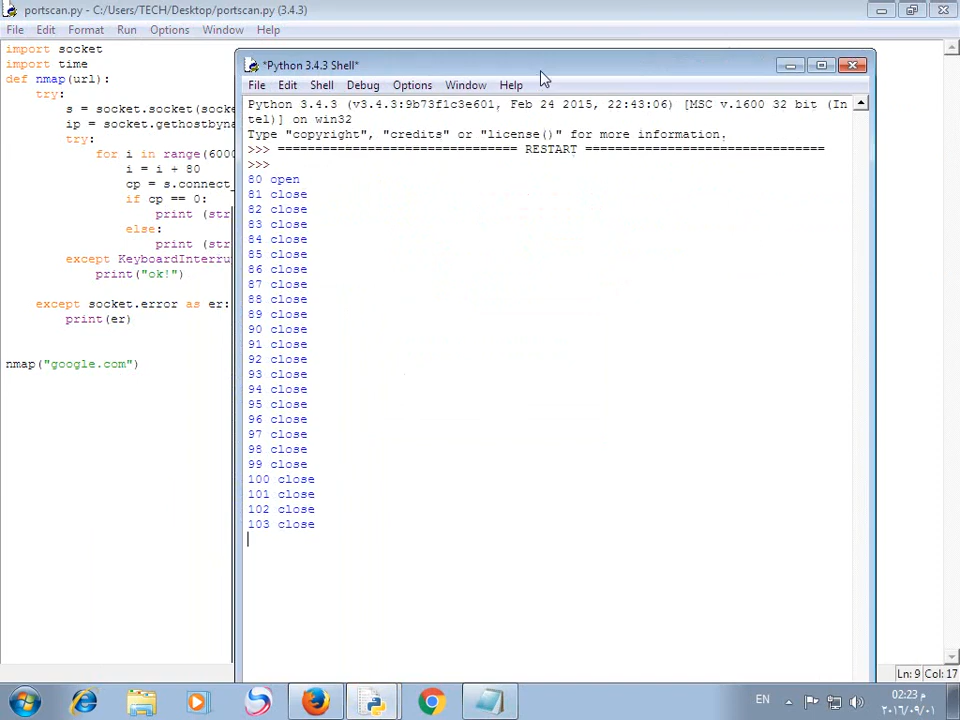 portscan.py - C:/Users/TECH/Desktop/portscan.py (3.4.3)
File Edit Format Run Options Window Help
import socket
import time
def nmap(url):
try:
s = socket.socket(socke
ip = socket.gethostbyna
try:
for i in range(6000
i = i + 80
cp = s.connect_
if cp == 0:
print (str
else:
print (str
except KeyboardInterru
print("ok!")
except socket.error as er:
print(er)
nmap("google.com")
*Python 3.4.3 Shell*
File Edit Shell Debug Options Window Help
Python 3.4.3 (v3.4.3:9b73f1c3e601, Feb 24 2015, 22:43:06) [MSC v.1600 32 bit (In
tel)] on win32
Type "copyright", "credits" or "license()" for more information.
>>> ================================ RESTART ================================
>>>
80 open
81 close
82 close
83 close
84 close
85 close
86 close
87 close
88 close
89 close
90 close
91 close
92 close
93 close
94 close
95 close
96 close
97 close
98 close
99 close
100 close
101 close
102 close
103 close
Ln: 9 Col: 17
EN
02:23 م
٢٠١٦/٠٩/٠١